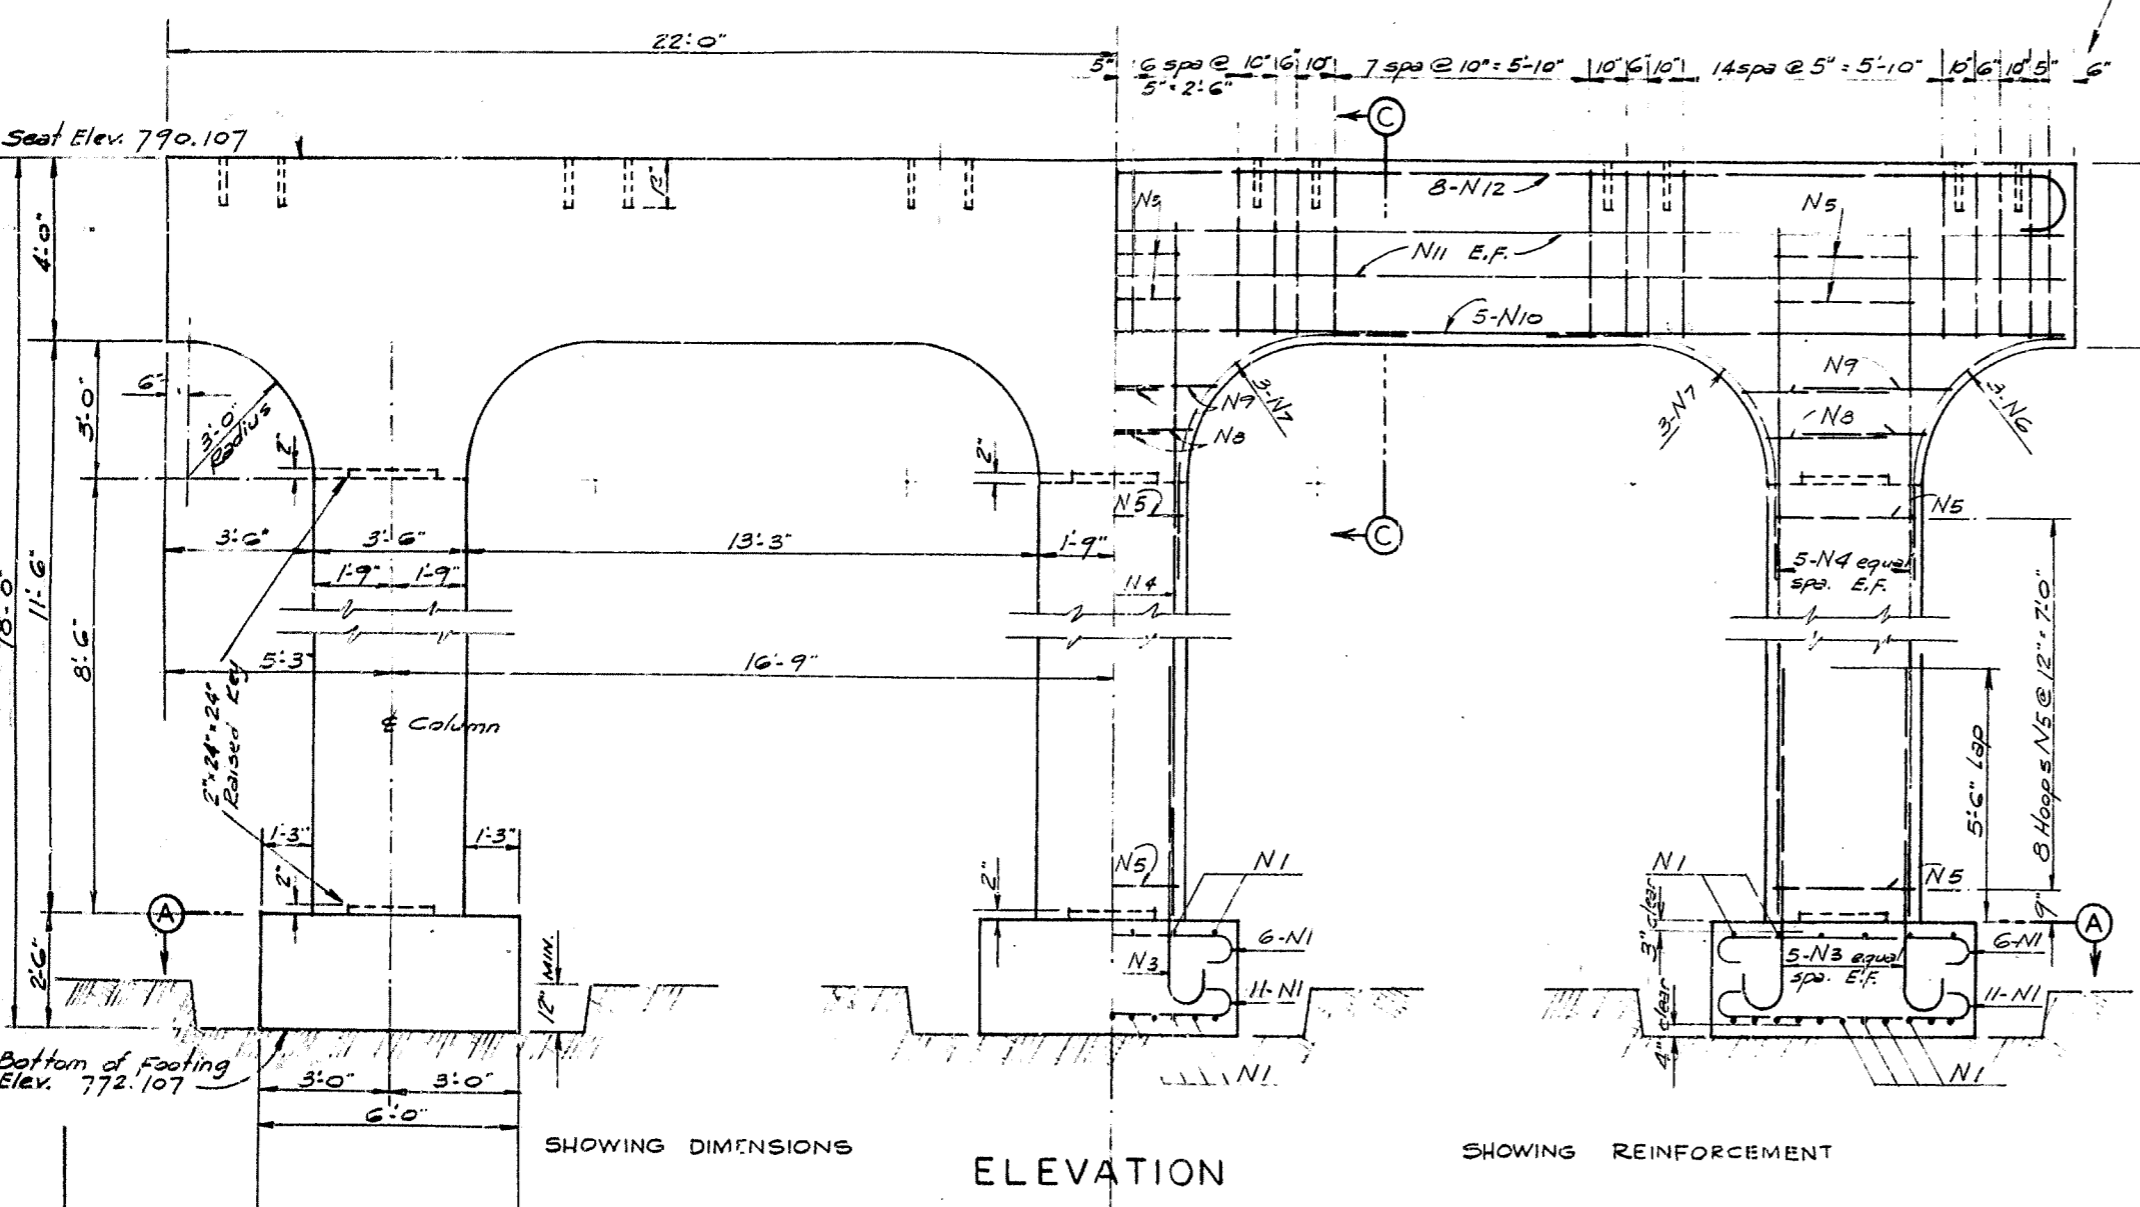 22'-0"
5"
6 spa @
5" = 2'-6"
10"
6"
10"
7 spa @ 10" = 5'-10"
10"
6"
10"
14 spa @ 5" = 5'-10"
10"
6"
10"
5"
6"
C
Seat Elev. 790.107
8-N12
N5
N5
N11 E.F.
5-N10
4'-0"
3'-0"
6"
3'-0"
Radius
2"
2"
N9
N8
3-N7
3-N7
N9
N8
3-N6
N5
N5
C
3'-6"
3'-6"
13'-3"
1'-9"
1'-9"
1'-9"
N4
5-N4 equal
spa. E.F.
18'-0"
11'-6"
8'-6"
5'-3"
16'-9"
2" x 24" x 24"
Raised Key
℄ Column
5'-6" Lap
8 Hoops N5 @ 12" = 7'-0"
1'-3"
1'-3"
2"
2"
N5
N1
N1
N5
9"
A
A
2'-6"
12" MIN.
6-N1
N3
11-N1
3" clear
4" clear
5-N3 equal
spa. E.F.
6-N1
11-N1
Bottom of Footing
Elev. 772.107
3'-0"
3'-0"
N1
N1
6'-0"
SHOWING DIMENSIONS
SHOWING REINFORCEMENT
ELEVATION